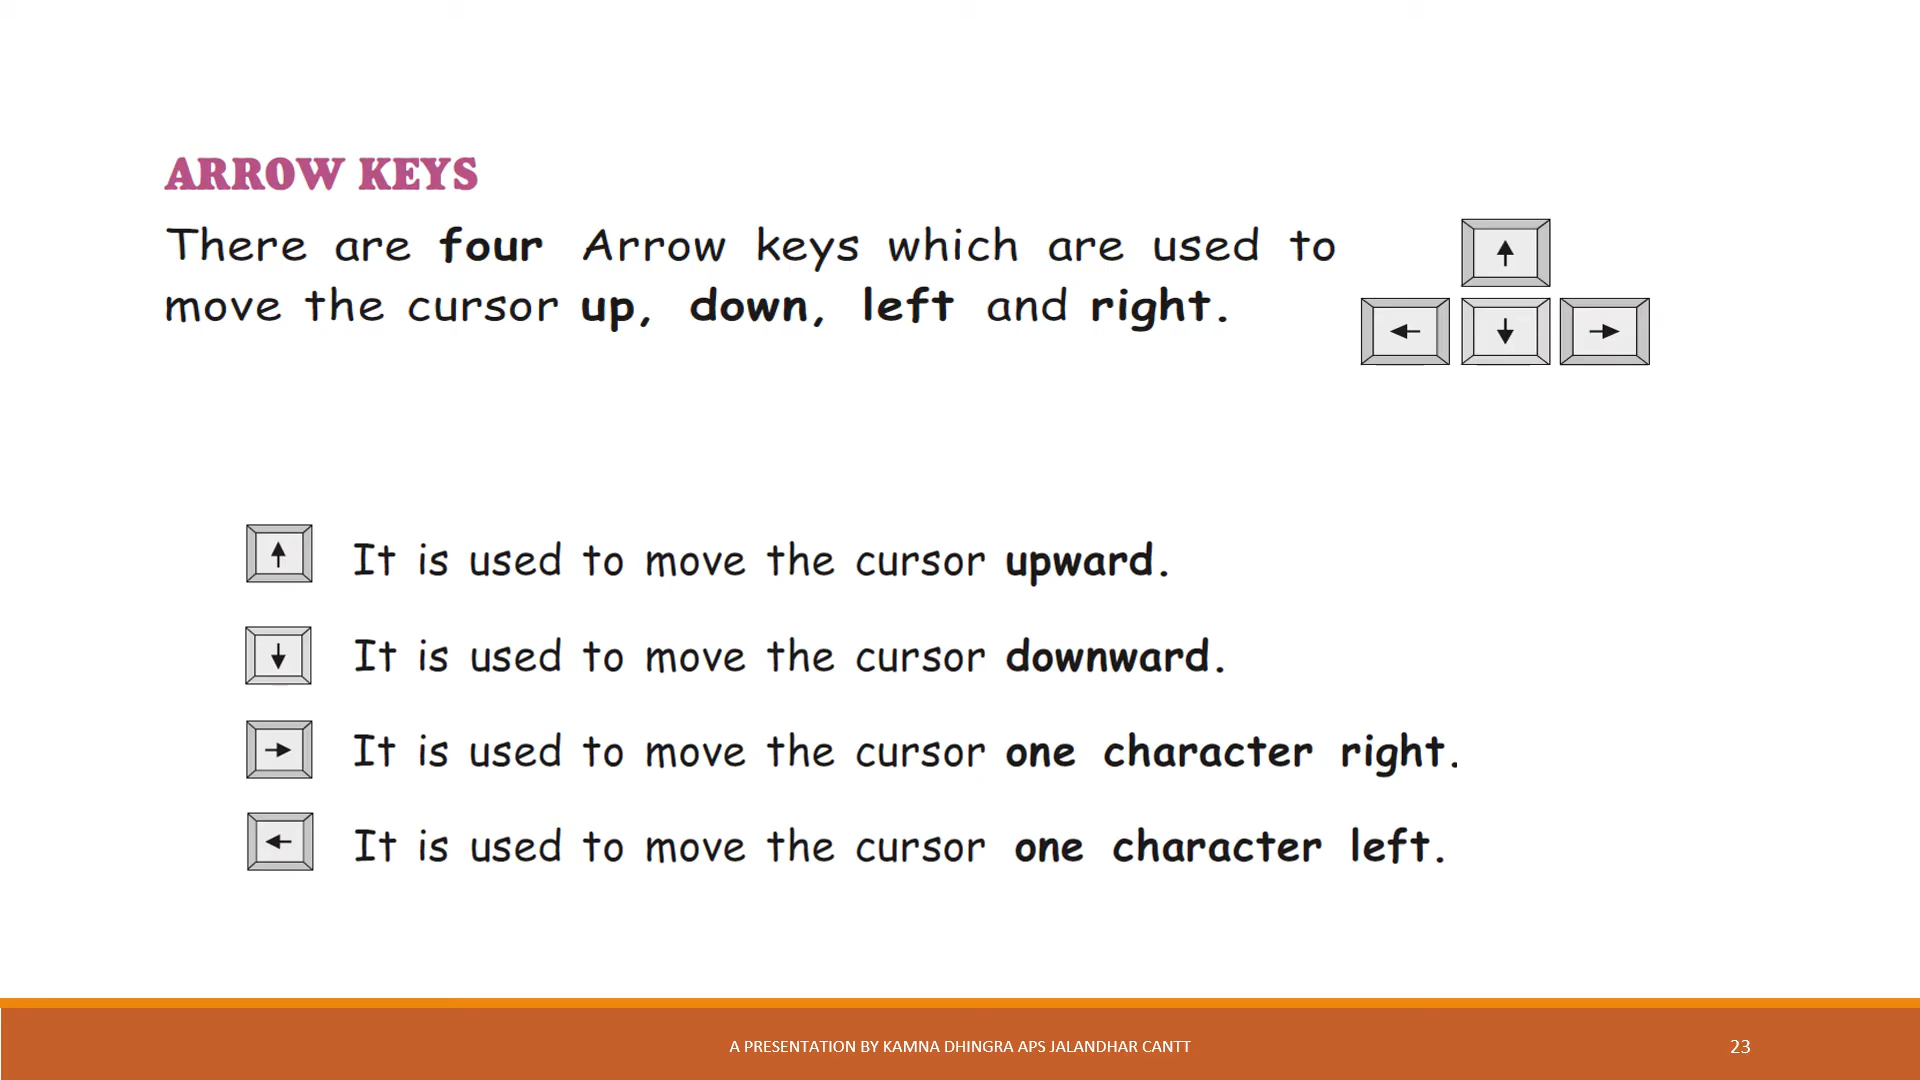 ARROW KEYS
There are four Arrow keys which are used to
move the cursor up, down, left and right.
It is used to move the cursor upward.
It is used to move the cursor downward.
It is used to move the cursor one character right.
It is used to move the cursor one character left.
A PRESENTATION BY KAMNA DHINGRA APS JALANDHAR CANTT
23